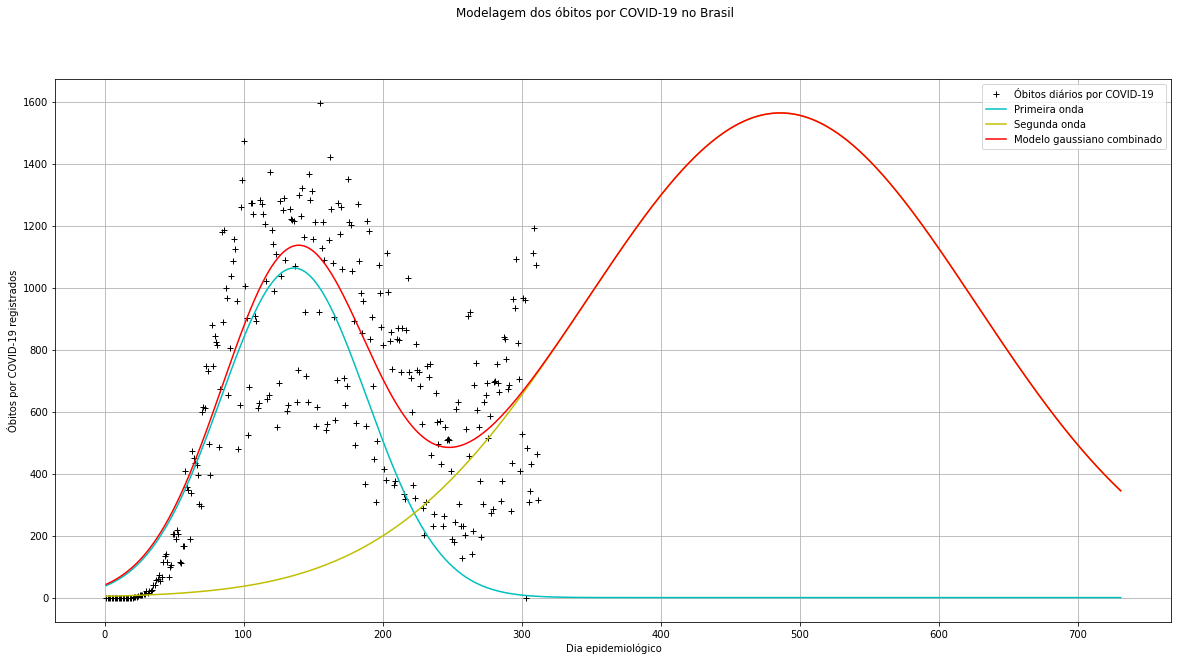 Modelagem dos óbitos por COVID-19 no Brasil
Óbitos diários por COVID-19
Primeira onda
Segunda onda
Modelo gaussiano combinado
Óbitos por COVID-19 registrados
1600
1400
1200
1000
800
600
400
200
0
0 100 200 300 400 500 600 700
Dia epidemiológico